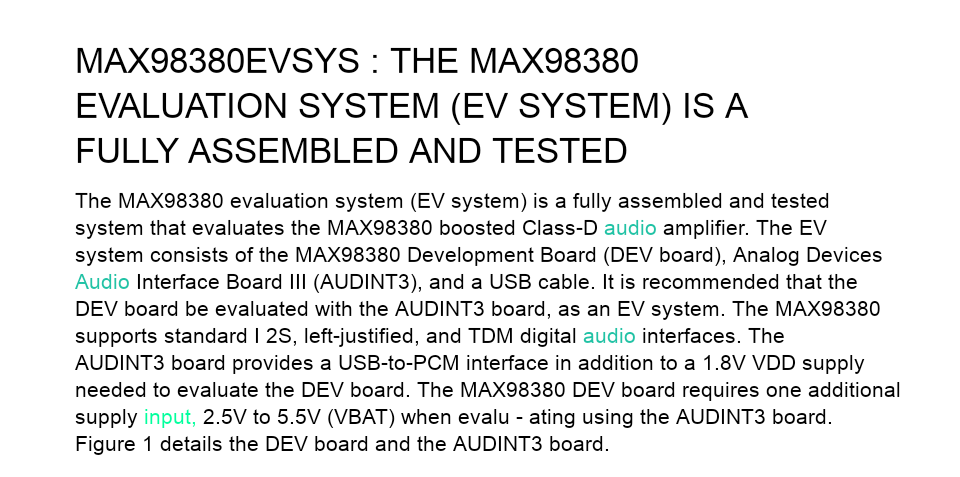 MAX98380EVSYS : THE MAX98380
EVALUATION SYSTEM (EV SYSTEM) IS A
FULLY ASSEMBLED AND TESTED
The MAX98380 evaluation system (EV system) is a fully assembled and tested
system that evaluates the MAX98380 boosted Class-D audio amplifier. The EV
system consists of the MAX98380 Development Board (DEV board), Analog Devices
Audio Interface Board III (AUDINT3), and a USB cable. It is recommended that the
DEV board be evaluated with the AUDINT3 board, as an EV system. The MAX98380
supports standard I 2S, left-justified, and TDM digital audio interfaces. The
AUDINT3 board provides a USB-to-PCM interface in addition to a 1.8V VDD supply
needed to evaluate the DEV board. The MAX98380 DEV board requires one additional
supply input, 2.5V to 5.5V (VBAT) when evalu - ating using the AUDINT3 board.
Figure 1 details the DEV board and the AUDINT3 board.